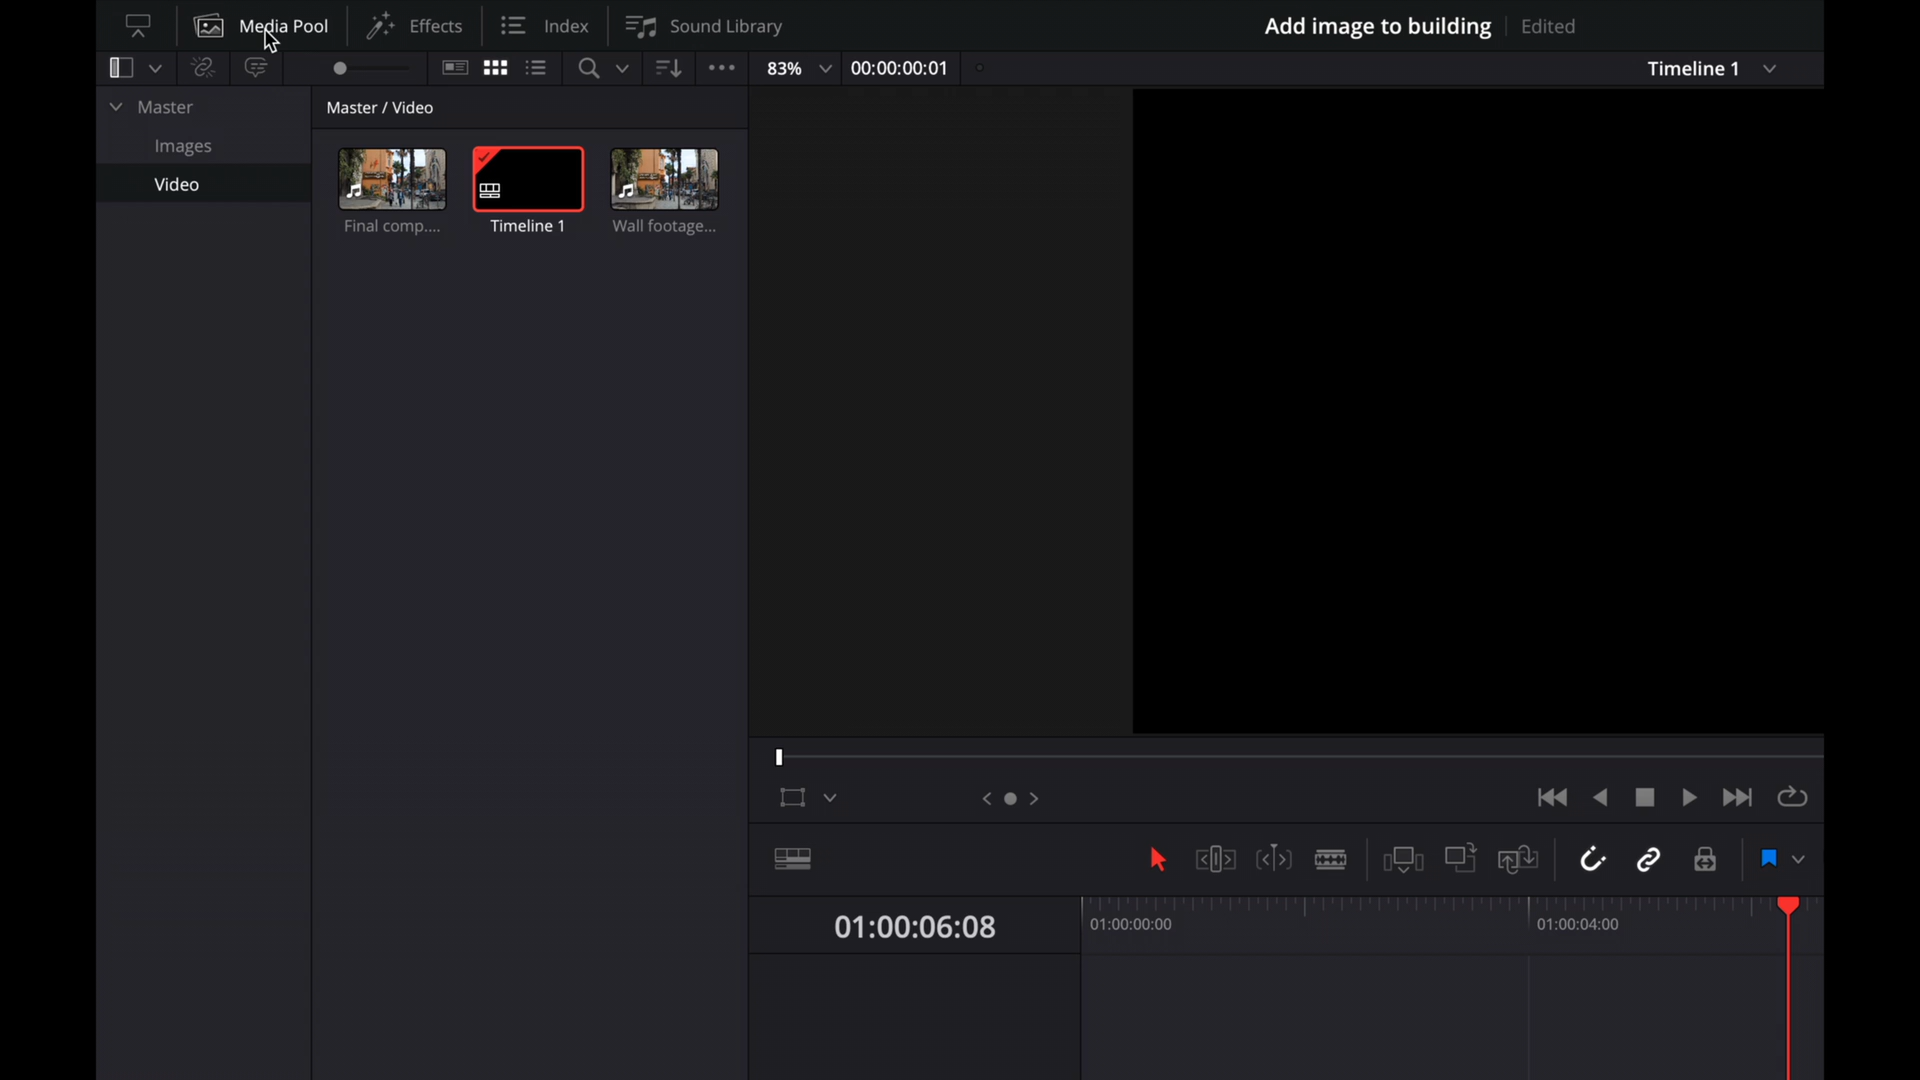 Media Pool Effects Index Sound Library Add image to building Edited
83% 00:00:00:01 Timeline 1
Master
Images
Video
Master / Video
Final comp.... Timeline 1 Wall footage...
01:00:06:08 01:00:00:00 01:00:04:00